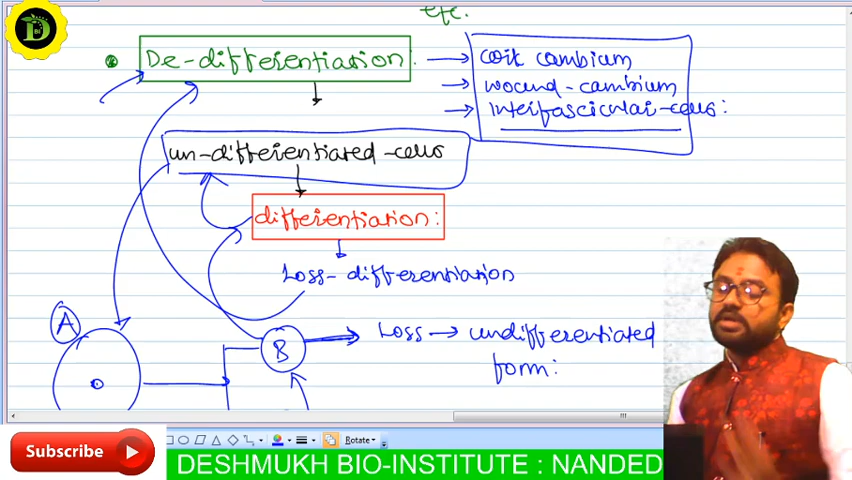 etc.
De-differentiation:
→ cork cambium
→ wound-cambium
→ Interfascicular-cells:
un-differentiated-cells
differentiation:
Loss-differentiation
A
B
Loss → undifferentiated
form:
D
Subscribe
Rotate
DESHMUKH BIO-INSTITUTE : NANDED